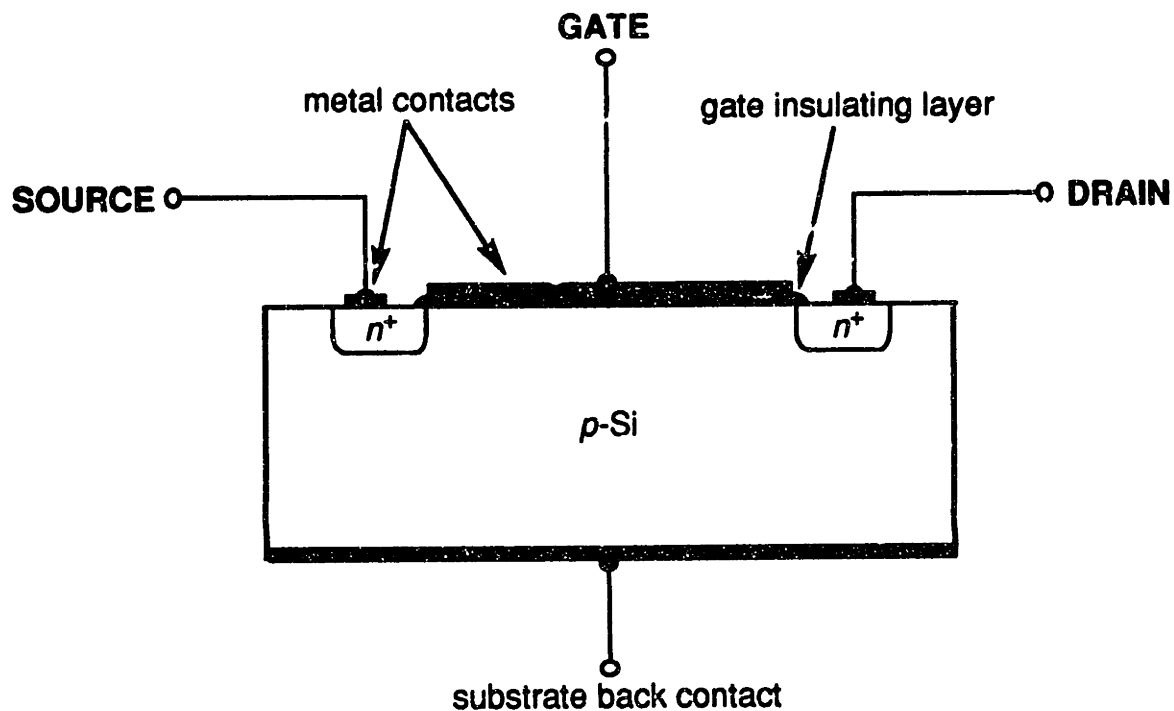 GATE
metal contacts
gate insulating layer
SOURCE
DRAIN
n+
n+
p-Si
substrate back contact